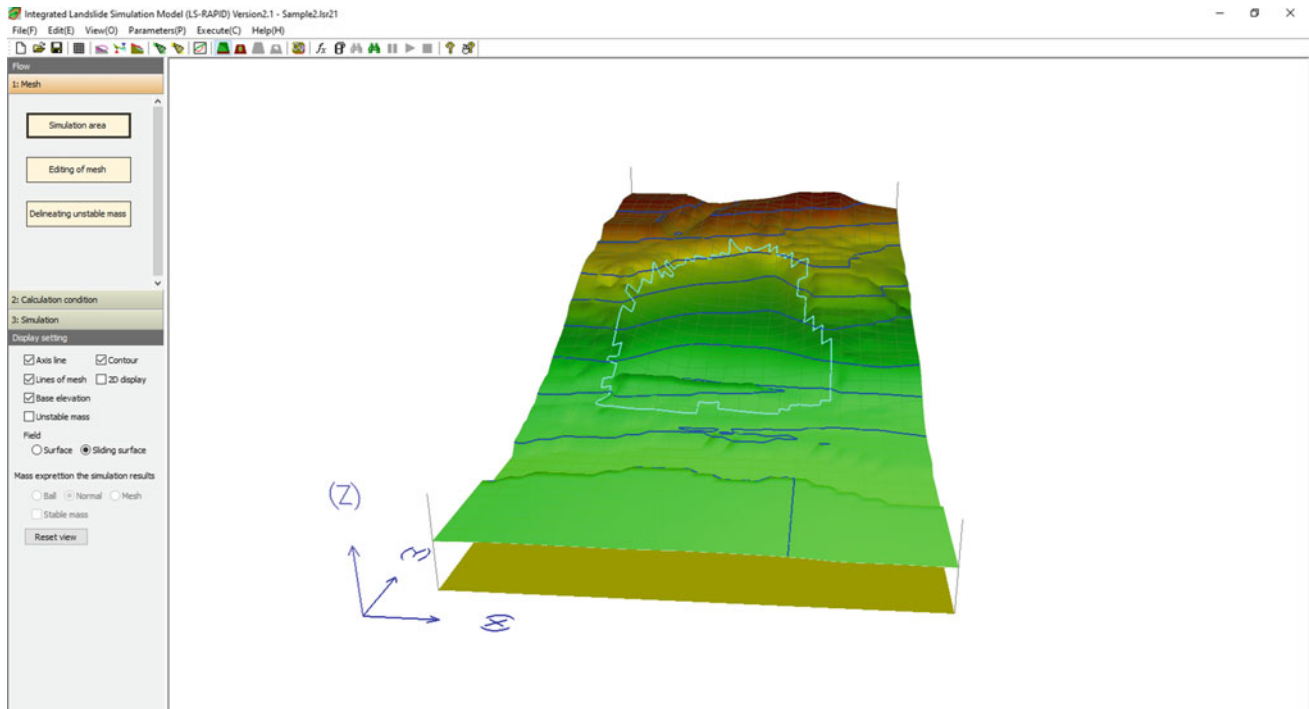 Integrated Landslide Simulation Model (LS-RAPID) Version2.1 - Sample2.lsr21
File(F) Edit(E) View(O) Parameters(P) Execute(C) Help(H)
Flow
1: Mesh
Simulation area
Editing of mesh
Delineating unstable mass
2: Calculation condition
3: Simulation
Display setting
Axis line Contour
Lines of mesh 2D display
Base elevation
Unstable mass
Field
Surface Sliding surface
Mass exprettion the simulation results
Ball Normal Mesh
Stable mass
Reset view
(Z)
(Y)
(X)